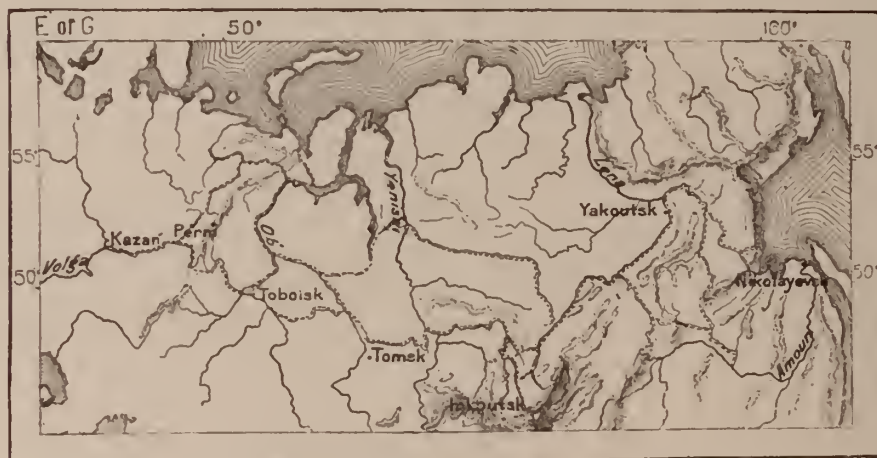 E of G 50° 160°
55° 55°
Lena
Yenisei
Yakoutsk
Perm
Kazan
Ob
Volga
50° 50°
Nikolayevsk
Tobolsk
Amour
Tomsk
Irkoutsk